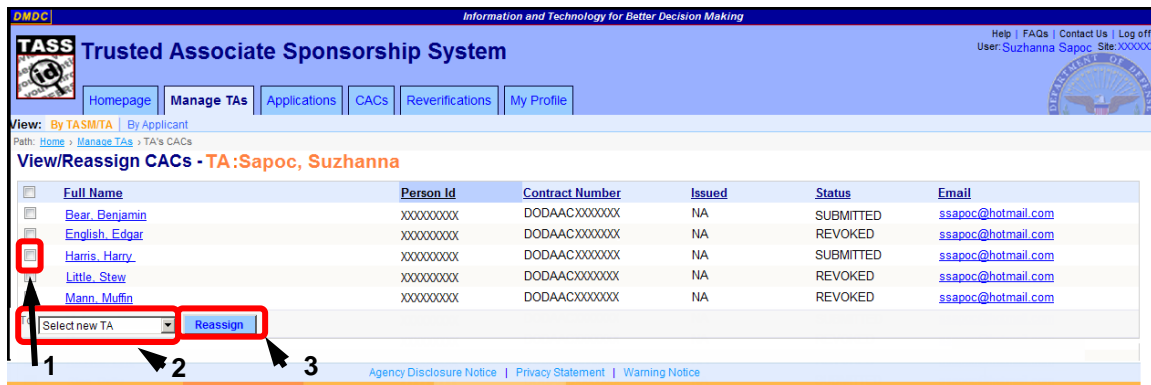 DMDC
Information and Technology for Better Decision Making
Help | FAQs | Contact Us | Log off
User: Suzhanna Sapoc Site: XXXXXX
TASS
Trusted Associate Sponsorship System
id
Homepage Manage TAs Applications CACs Reverifications My Profile
View: By TASM/TA | By Applicant
Path: Home › Manage TAs › TA's CACs
View/Reassign CACs - TA:Sapoc, Suzhanna
Full Name Person Id Contract Number Issued Status Email
Bear, Benjamin XXXXXXXXX DODAACXXXXXXX NA SUBMITTED ssapoc@hotmail.com
English, Edgar XXXXXXXXX DODAACXXXXXXX NA REVOKED ssapoc@hotmail.com
Harris, Harry XXXXXXXXX DODAACXXXXXXX NA SUBMITTED ssapoc@hotmail.com
Little, Stew XXXXXXXXX DODAACXXXXXXX NA REVOKED ssapoc@hotmail.com
Mann, Muffin XXXXXXXXX DODAACXXXXXXX NA REVOKED ssapoc@hotmail.com
Select new TA Reassign
1 2 3
Agency Disclosure Notice | Privacy Statement | Warning Notice